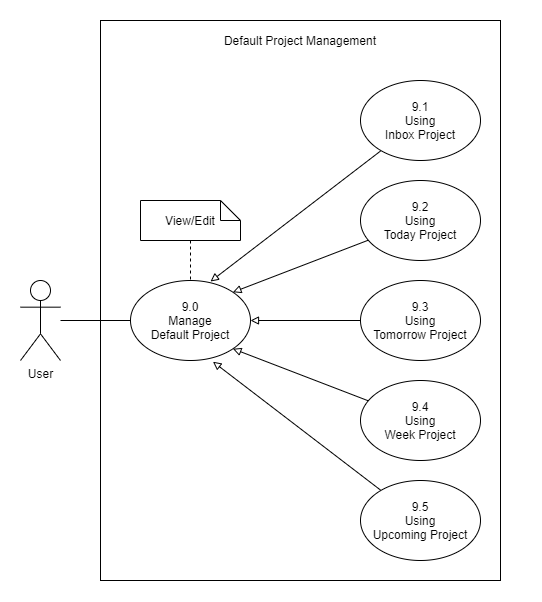 Default Project Management
9.1
Using
Inbox Project
View/Edit
9.2
Using
Today Project
9.0
Manage
Default Project
9.3
Using
Tomorrow Project
User
9.4
Using
Week Project
9.5
Using
Upcoming Project